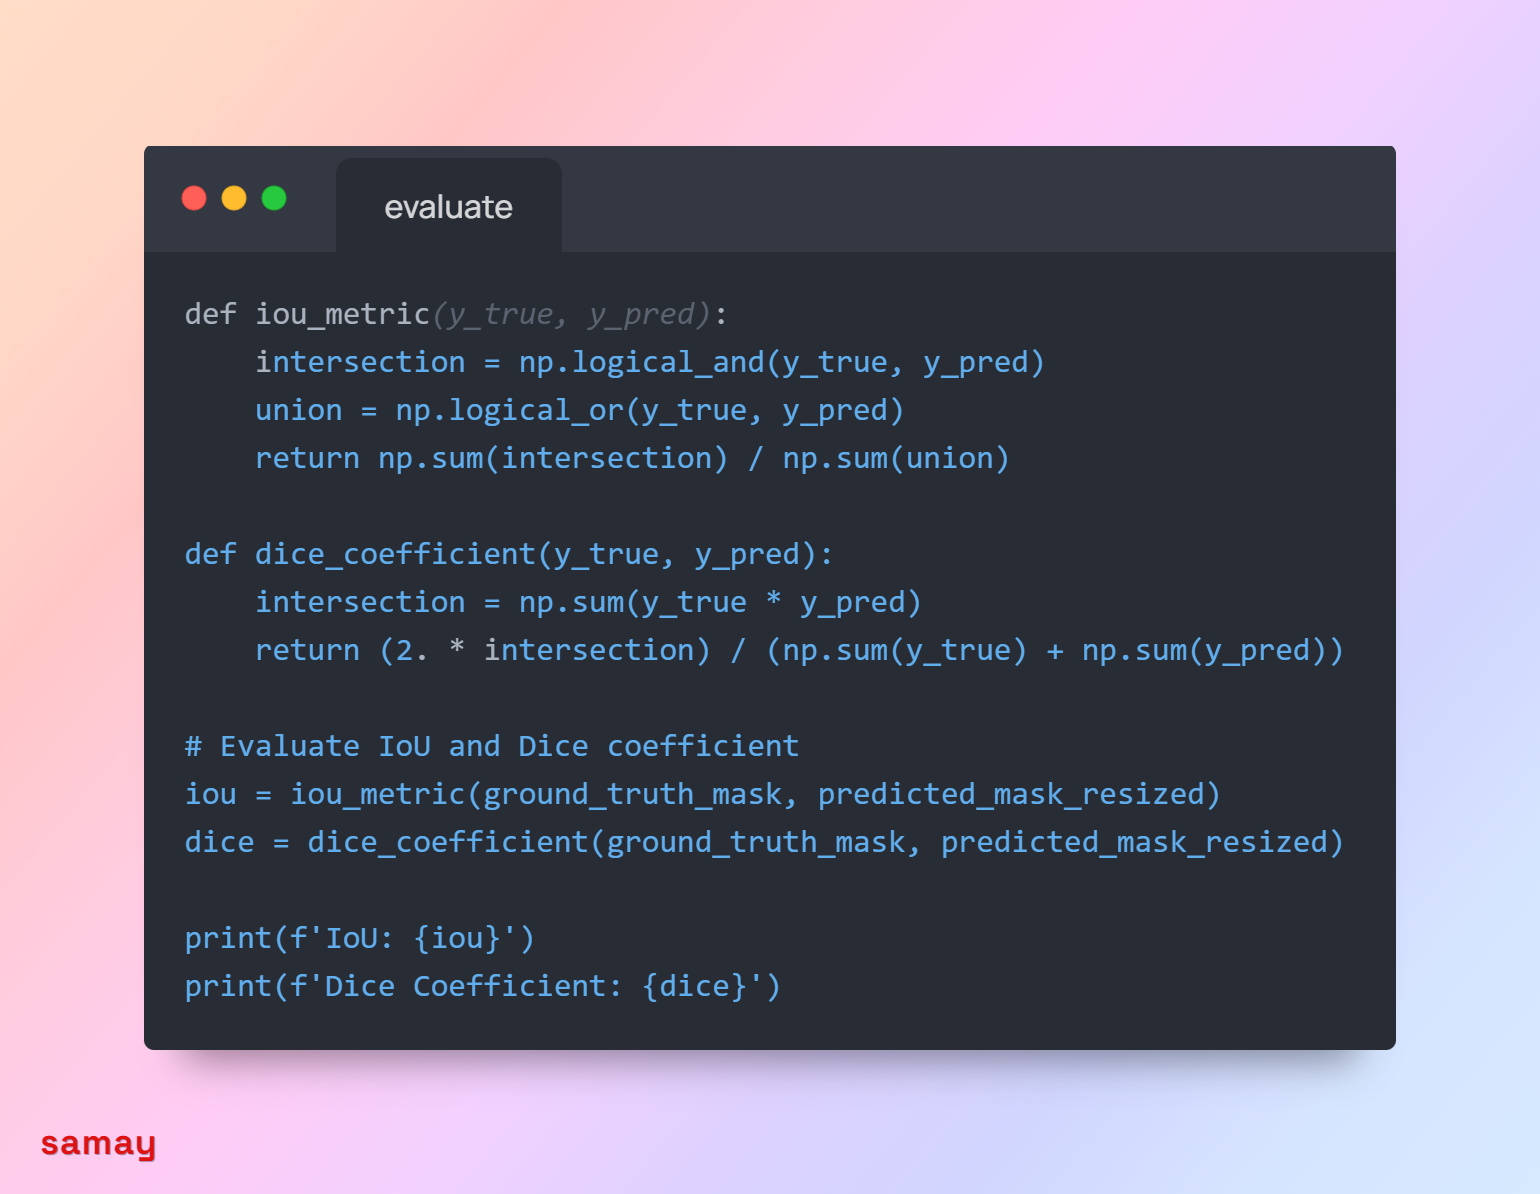 evaluate
def iou_metric(y_true, y_pred):
    intersection = np.logical_and(y_true, y_pred)
    union = np.logical_or(y_true, y_pred)
    return np.sum(intersection) / np.sum(union)
def dice_coefficient(y_true, y_pred):
    intersection = np.sum(y_true * y_pred)
    return (2. * intersection) / (np.sum(y_true) + np.sum(y_pred))
# Evaluate IoU and Dice coefficient
iou = iou_metric(ground_truth_mask, predicted_mask_resized)
dice = dice_coefficient(ground_truth_mask, predicted_mask_resized)
print(f'IoU: {iou}')
print(f'Dice Coefficient: {dice}')
samay